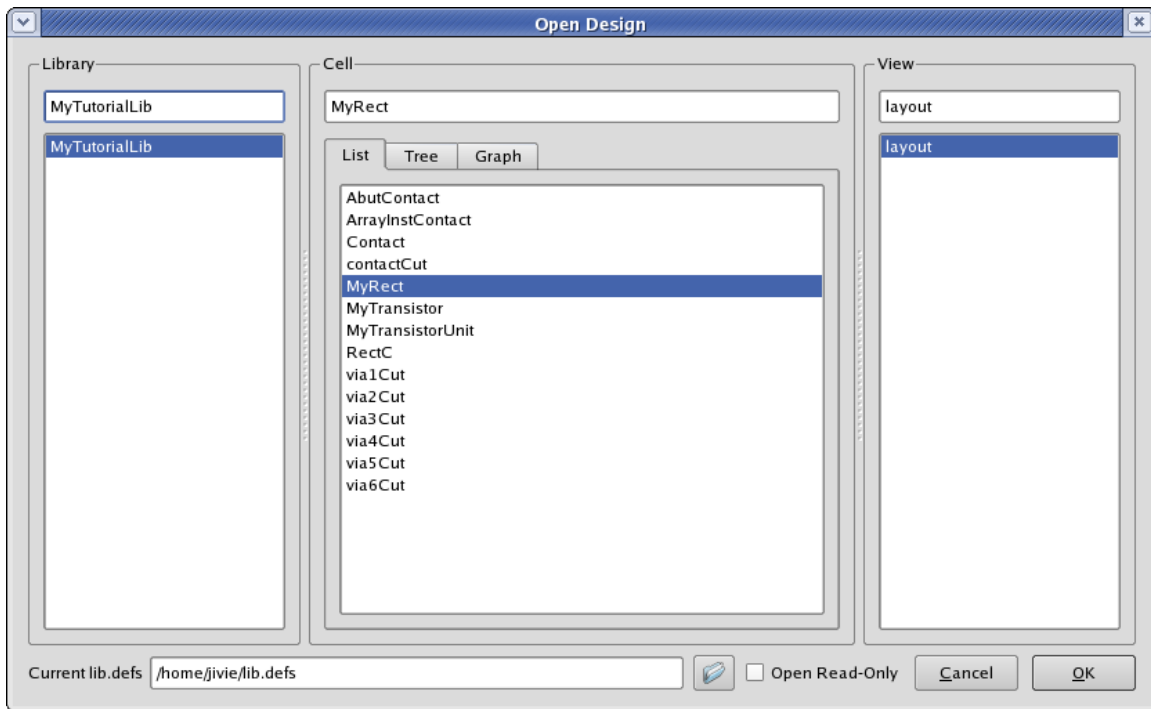 Open Design
Library
Cell
View
MyTutorialLib
MyRect
layout
MyTutorialLib
List
Tree
Graph
layout
AbutContact
ArrayInstContact
Contact
contactCut
MyRect
MyTransistor
MyTransistorUnit
RectC
via1Cut
via2Cut
via3Cut
via4Cut
via5Cut
via6Cut
Current lib.defs
/home/jivie/lib.defs
Open Read-Only
Cancel
OK